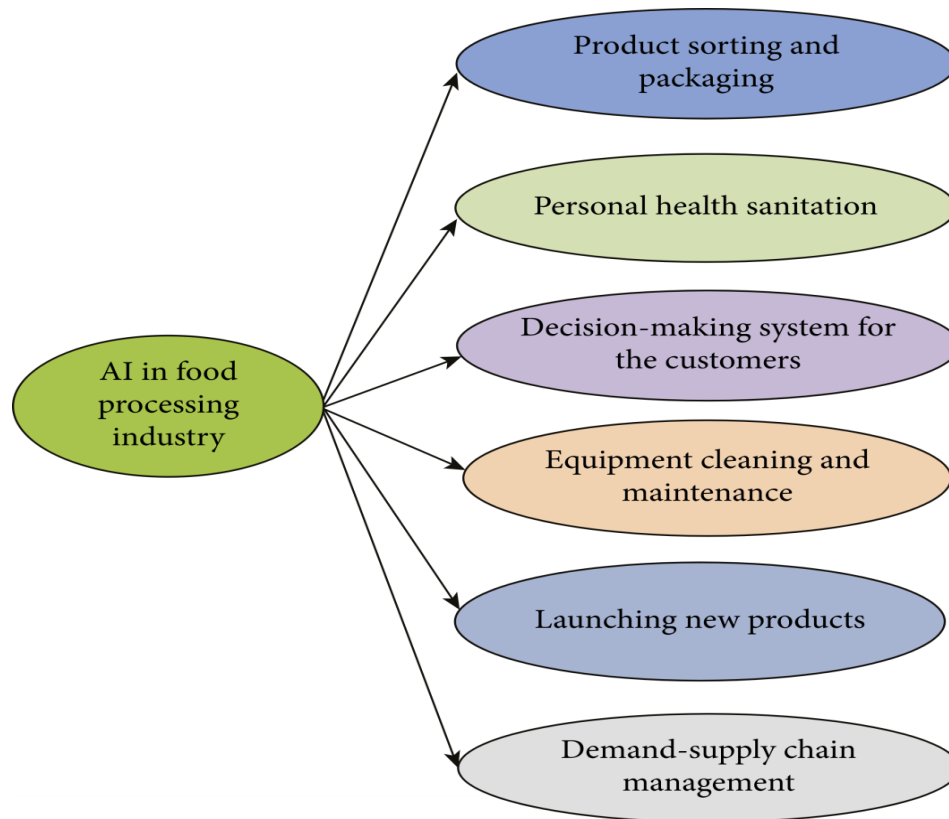 Product sorting and
packaging
Personal health sanitation
Decision-making system for
the customers
AI in food
processing
industry
Equipment cleaning and
maintenance
Launching new products
Demand-supply chain
management